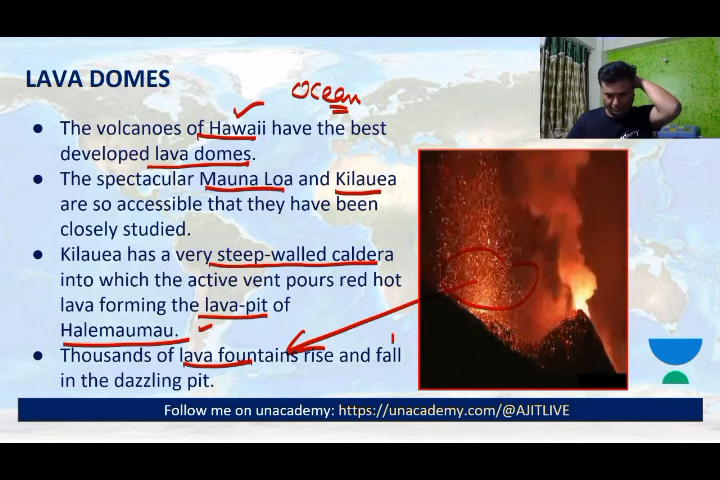 LAVA DOMES
ocean
● The volcanoes of Hawaii have the best
developed lava domes.
● The spectacular Mauna Loa and Kilauea
are so accessible that they have been
closely studied.
● Kilauea has a very steep-walled caldera
into which the active vent pours red hot
lava forming the lava-pit of
Halemaumau.
● Thousands of lava fountains rise and fall
in the dazzling pit.
Follow me on unacademy: https://unacademy.com/@AJITLIVE